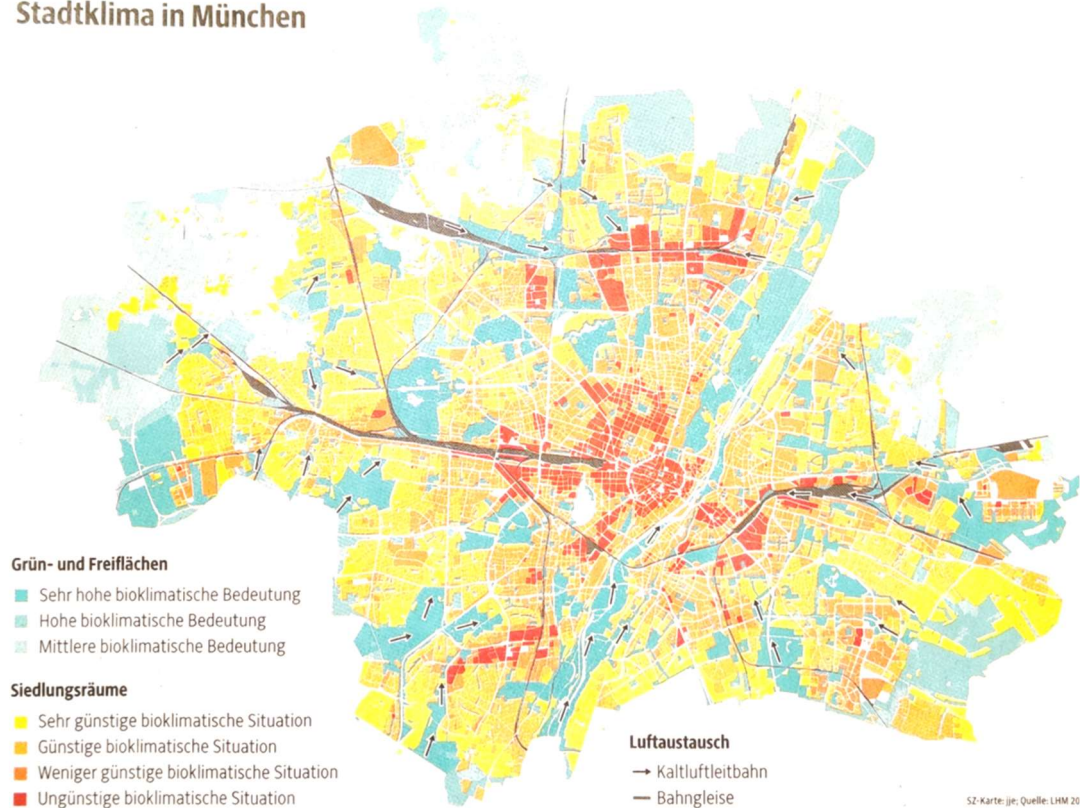 Stadtklima in München
Grün- und Freiflächen
Sehr hohe bioklimatische Bedeutung
Hohe bioklimatische Bedeutung
Mittlere bioklimatische Bedeutung
Siedlungsräume
Sehr günstige bioklimatische Situation
Günstige bioklimatische Situation
Weniger günstige bioklimatische Situation
Ungünstige bioklimatische Situation
Luftaustausch
Kaltluftleitbahn
Bahngleise
SZ-Karte: jje; Quelle: LHM 20